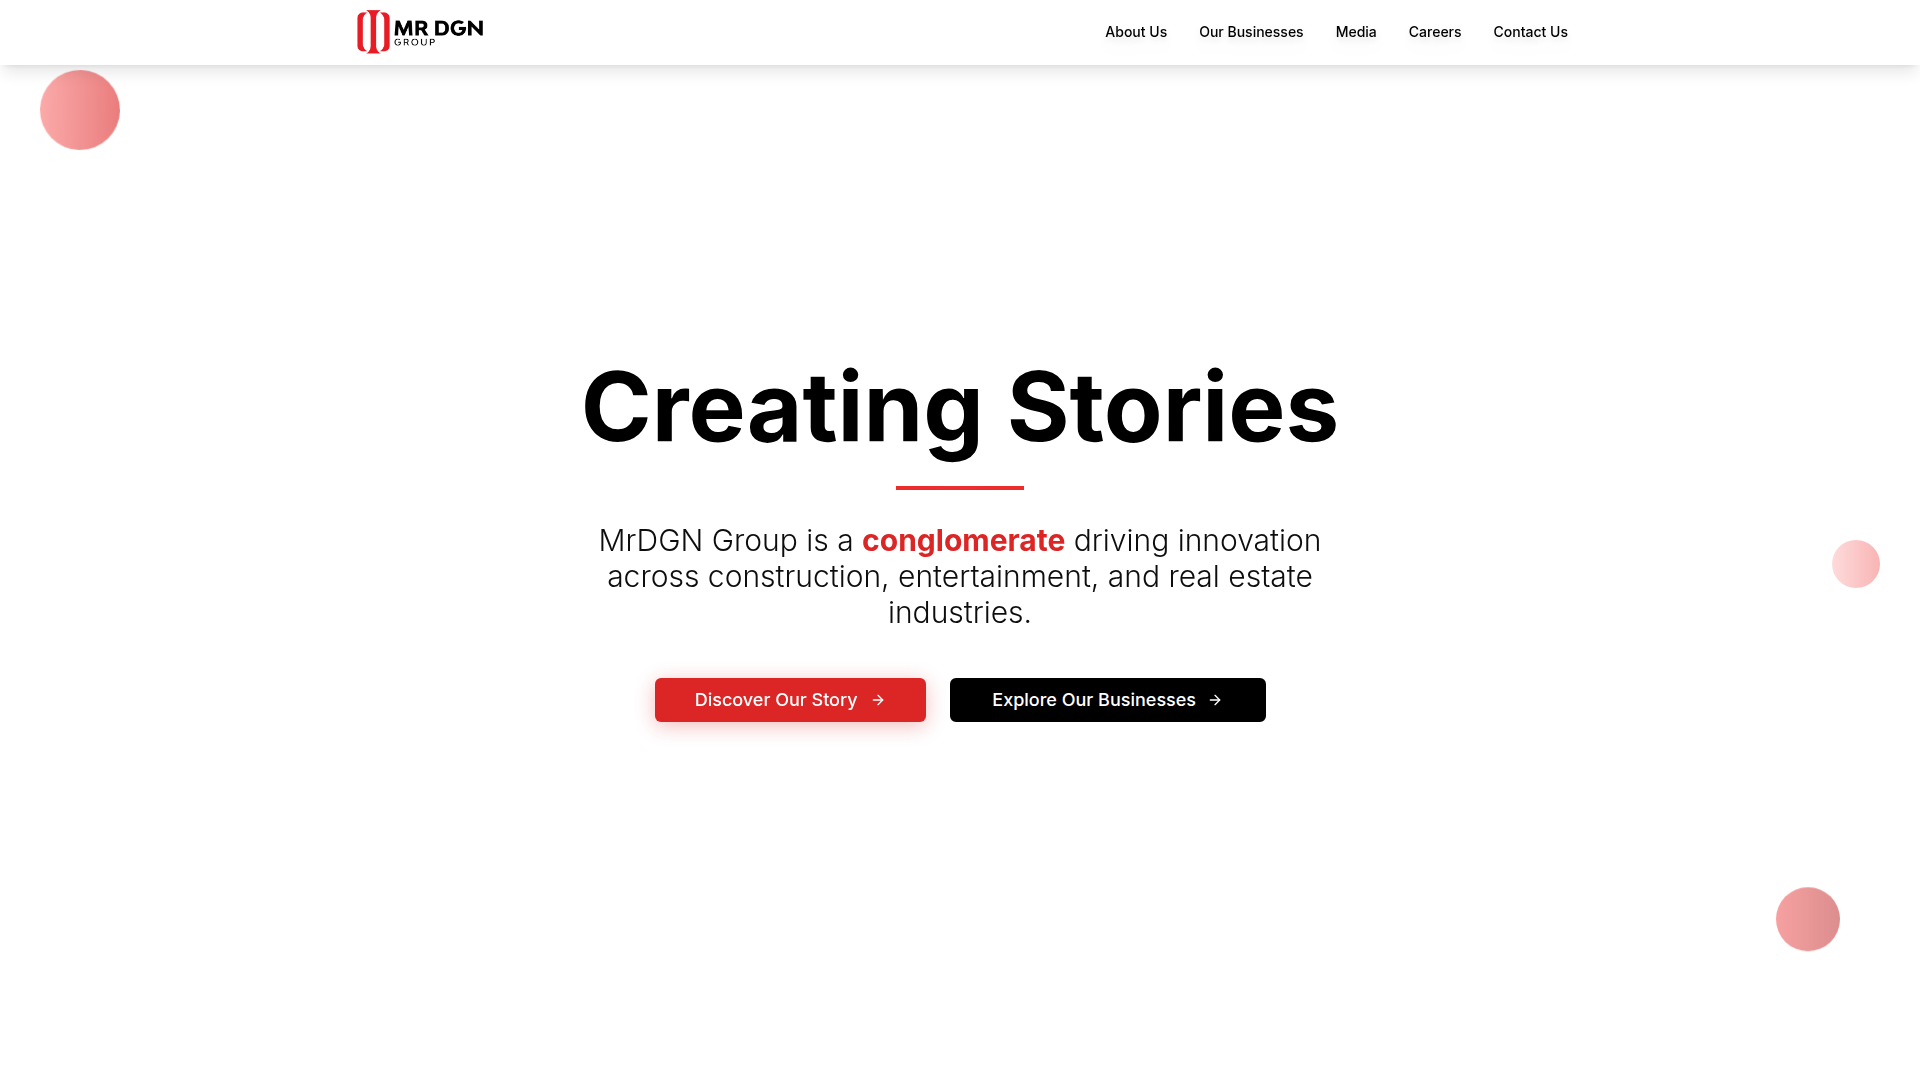 MR DGN
GROUP
About Us
Our Businesses
Media
Careers
Contact Us
Creating Stories
MrDGN Group is a conglomerate driving innovation
across construction, entertainment, and real estate
industries.
Discover Our Story
Explore Our Businesses